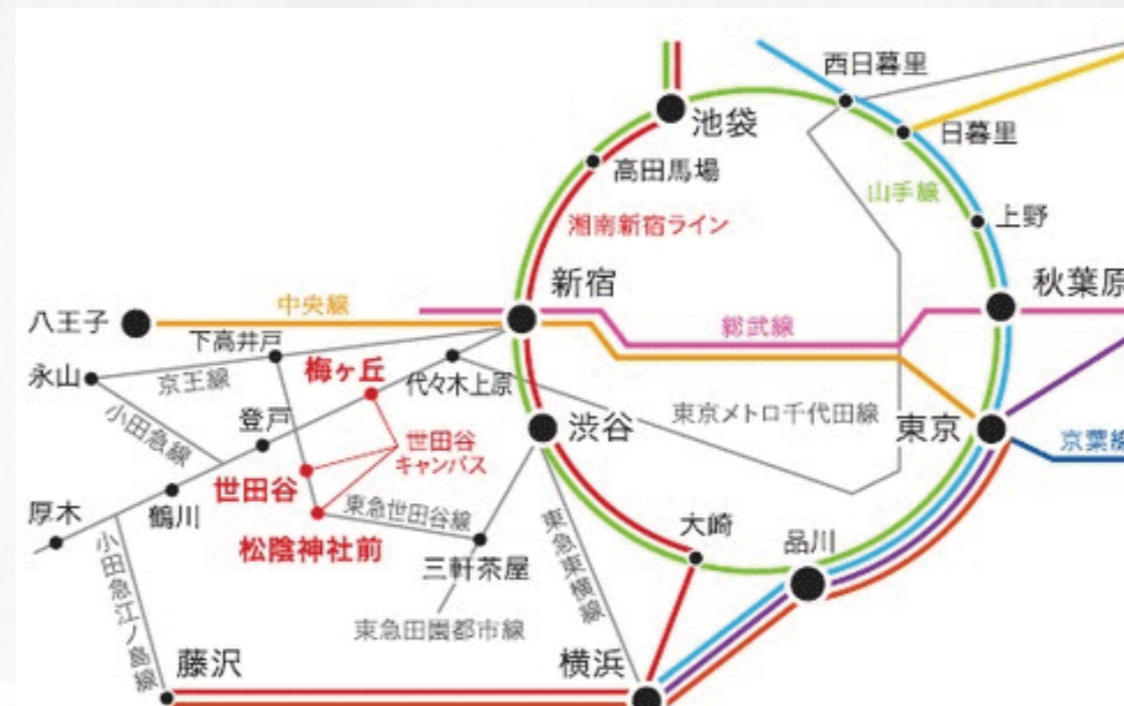 西日暮里
池袋
日暮里
高田馬場
山手線
上野
湘南新宿ライン
新宿
秋葉原
中央線
八王子
総武線
下高井戸
梅ヶ丘
永山
京王線
代々木上原
小田急線
登戸
東京メトロ千代田線
渋谷
東京
京葉線
世田谷
キャンパス
世田谷
東急世田谷線
厚木
鶴川
松陰神社前
大崎
品川
三軒茶屋
東急東横線
小田急江ノ島線
東急田園都市線
藤沢
横浜